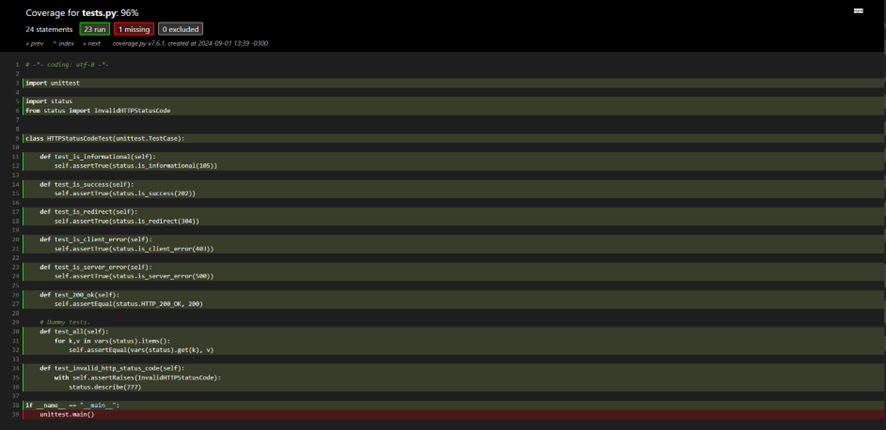 Coverage for tests.py: 96%
24 statements 23 run 1 missing 0 excluded
« prev ^ index » next coverage.py v7.6.1, created at 2024-09-01 13:39 -0300
1 # -*- coding: utf-8 -*-
2
3 import unittest
4
5 import status
6 from status import InvalidHTTPStatusCode
7
8
9 class HTTPStatusCodeTest(unittest.TestCase):
10
11 def test_is_informational(self):
12 self.assertTrue(status.is_informational(105))
13
14 def test_is_success(self):
15 self.assertTrue(status.is_success(202))
16
17 def test_is_redirect(self):
18 self.assertTrue(status.is_redirect(304))
19
20 def test_is_client_error(self):
21 self.assertTrue(status.is_client_error(403))
22
23 def test_is_server_error(self):
24 self.assertTrue(status.is_server_error(500))
25
26 def test_200_ok(self):
27 self.assertEqual(status.HTTP_200_OK, 200)
28
29 # Dummy tests.
30 def test_all(self):
31 for k,v in vars(status).items():
32 self.assertEqual(vars(status).get(k), v)
33
34 def test_invalid_http_status_code(self):
35 with self.assertRaises(InvalidHTTPStatusCode):
36 status.describe(777)
37
38 if __name__ == "__main__":
39 unittest.main()